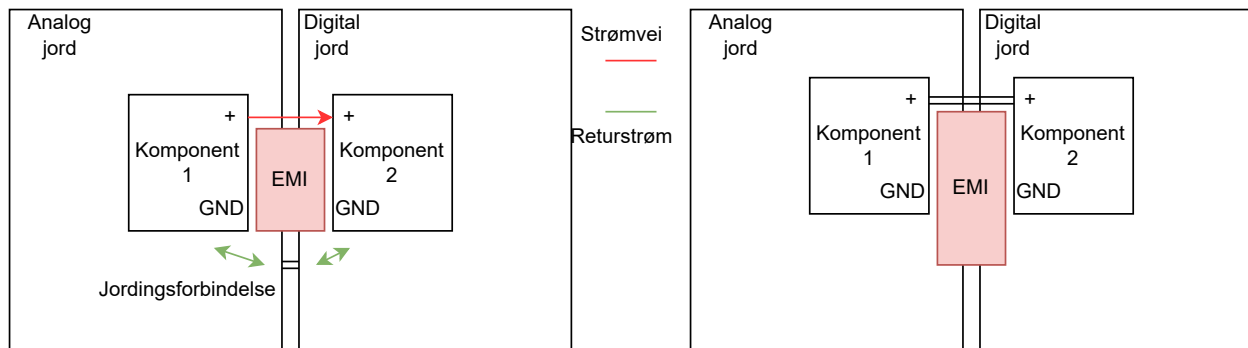 Analog
jord
Digital
jord
+
+
Komponent
1
GND
EMI
Komponent
2
GND
Jordingsforbindelse
Strømvei
Returstrøm
Analog
jord
Digital
jord
+
+
Komponent
1
GND
EMI
Komponent
2
GND